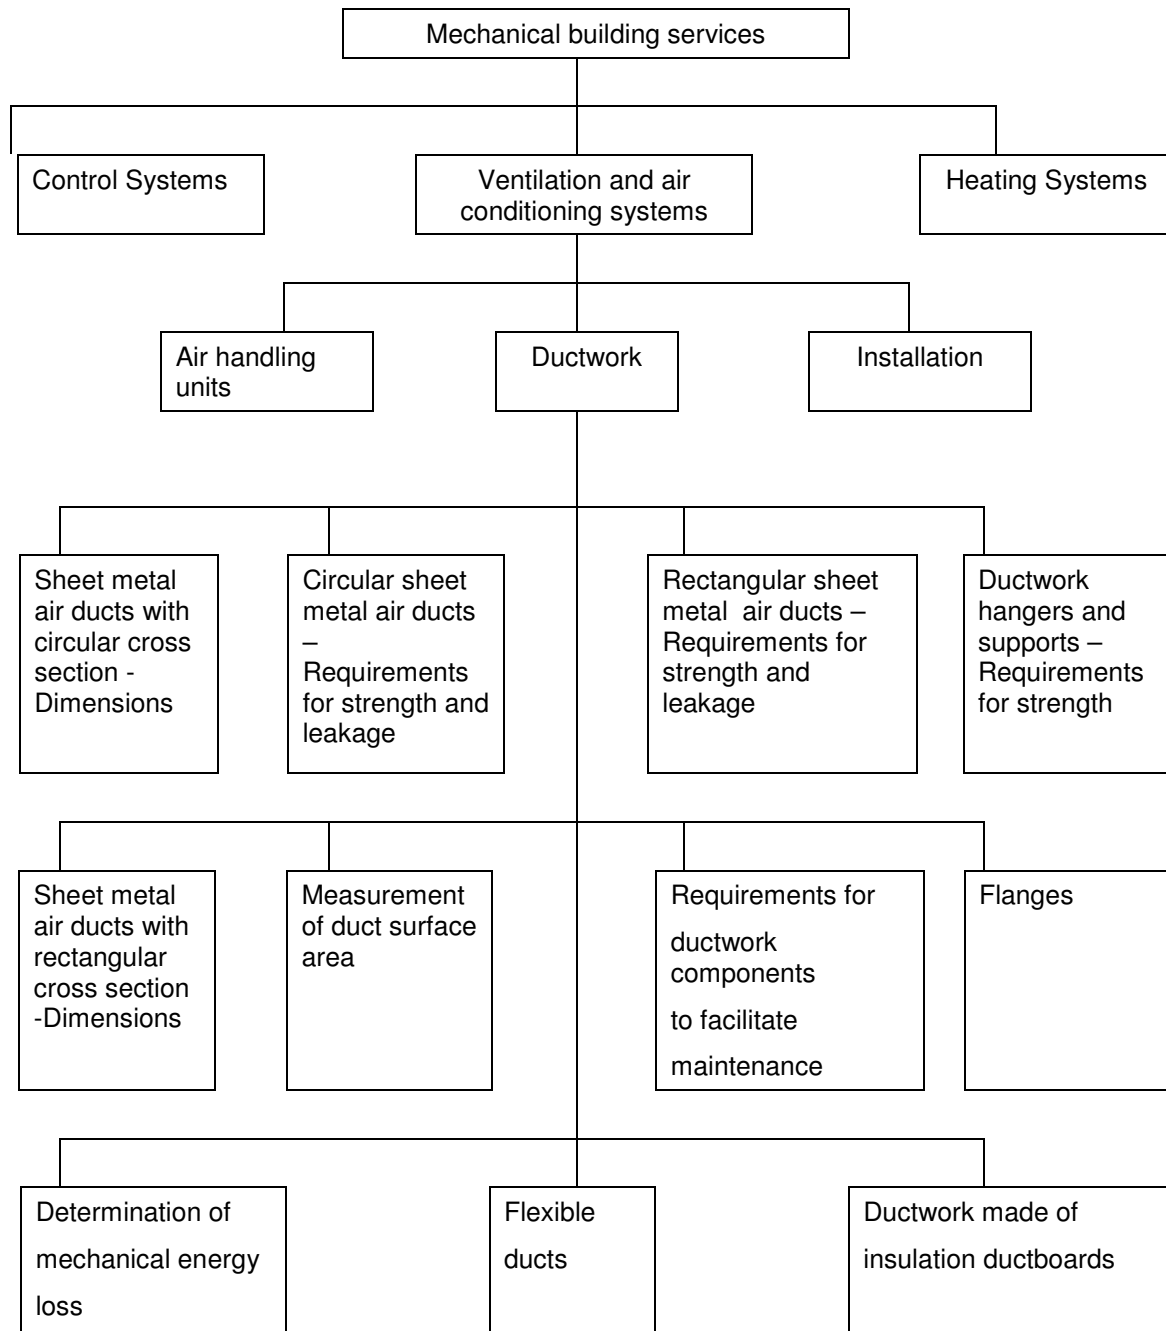 Mechanical building services
Control Systems
Ventilation and air
conditioning systems
Heating Systems
Air handling
units
Ductwork
Installation
Sheet metal
air ducts with
circular cross
section -
Dimensions
Circular sheet
metal air ducts
–
Requirements
for strength and
leakage
Rectangular sheet
metal  air ducts –
Requirements for
strength and
leakage
Ductwork
hangers and
supports –
Requirements
for strength
Sheet metal
air ducts with
rectangular
cross section
-Dimensions
Measurement
of duct surface
area
Requirements for
ductwork
components
to facilitate
maintenance
Flanges
Determination of
mechanical energy
loss
Flexible
ducts
Ductwork made of
insulation ductboards